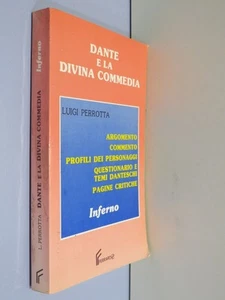 DANTE
E LA
DIVINA COMMEDIA
LUIGI PERROTTA
ARGOMENTO
COMMENTO
PROFILI DEI PERSONAGGI
QUESTIONARIO E
TEMI DANTESCHI
PAGINE CRITICHE
Inferno
L. PERROTTA DANTE E LA DIVINA COMMEDIA Inferno